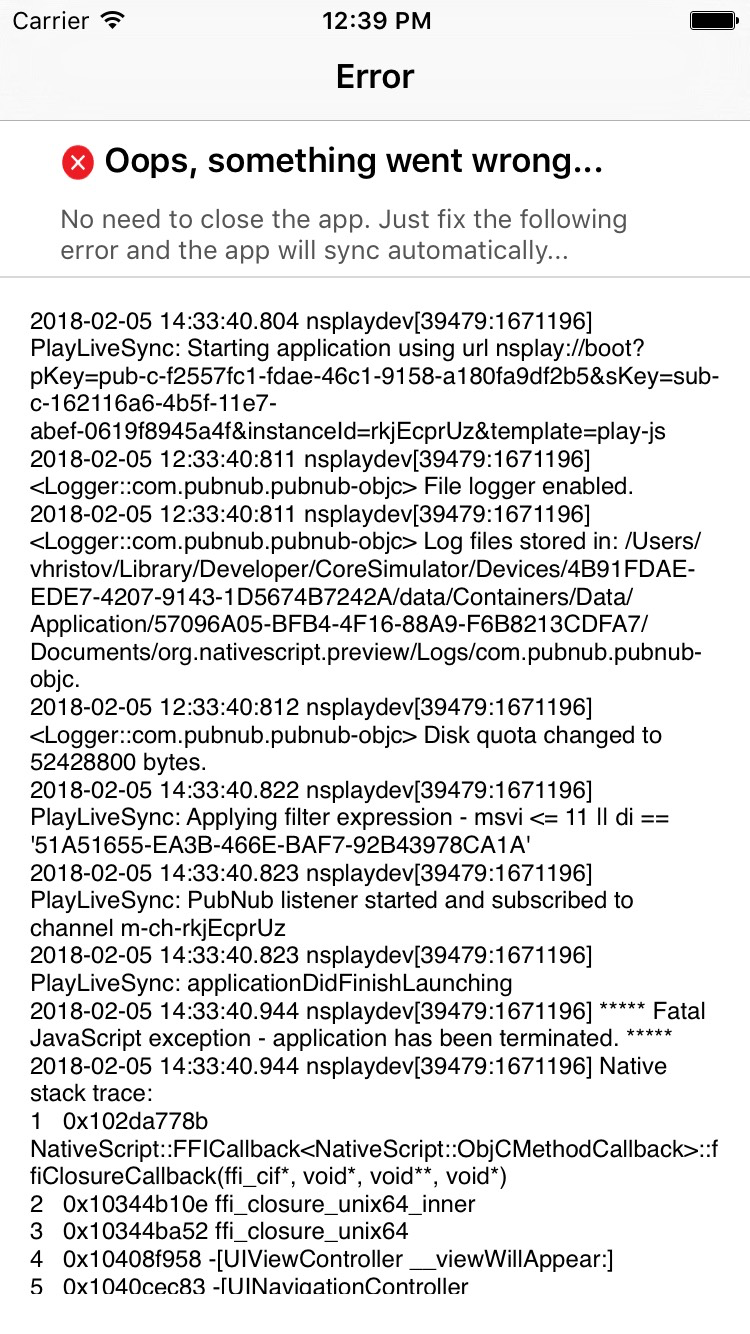 Carrier 12:39 PM
Error
Oops, something went wrong...
No need to close the app. Just fix the following
error and the app will sync automatically...
2018-02-05 14:33:40.804 nsplaydev[39479:1671196]
PlayLiveSync: Starting application using url nsplay://boot?
pKey=pub-c-f2557fc1-fdae-46c1-9158-a180fa9df2b5&sKey=sub-
c-162116a6-4b5f-11e7-
abef-0619f8945a4f&instanceId=rkjEcprUz&template=play-js
2018-02-05 12:33:40:811 nsplaydev[39479:1671196]
<Logger::com.pubnub.pubnub-objc> File logger enabled.
2018-02-05 12:33:40:811 nsplaydev[39479:1671196]
<Logger::com.pubnub.pubnub-objc> Log files stored in: /Users/
vhristov/Library/Developer/CoreSimulator/Devices/4B91FDAE-
EDE7-4207-9143-1D5674B7242A/data/Containers/Data/
Application/57096A05-BFB4-4F16-88A9-F6B8213CDFA7/
Documents/org.nativescript.preview/Logs/com.pubnub.pubnub-
objc.
2018-02-05 12:33:40:812 nsplaydev[39479:1671196]
<Logger::com.pubnub.pubnub-objc> Disk quota changed to
52428800 bytes.
2018-02-05 14:33:40.822 nsplaydev[39479:1671196]
PlayLiveSync: Applying filter expression - msvi <= 11 || di ==
'51A51655-EA3B-466E-BAF7-92B43978CA1A'
2018-02-05 14:33:40.823 nsplaydev[39479:1671196]
PlayLiveSync: PubNub listener started and subscribed to
channel m-ch-rkjEcprUz
2018-02-05 14:33:40.823 nsplaydev[39479:1671196]
PlayLiveSync: applicationDidFinishLaunching
2018-02-05 14:33:40.944 nsplaydev[39479:1671196] ***** Fatal
JavaScript exception - application has been terminated. *****
2018-02-05 14:33:40.944 nsplaydev[39479:1671196] Native
stack trace:
1 0x102da778b
NativeScript::FFICallback<NativeScript::ObjCMethodCallback>::f
fiClosureCallback(ffi_cif*, void*, void**, void*)
2 0x10344b10e ffi_closure_unix64_inner
3 0x10344ba52 ffi_closure_unix64
4 0x10408f958 -[UIViewController __viewWillAppear:]
5 0x1040cec83 -[UINavigationController